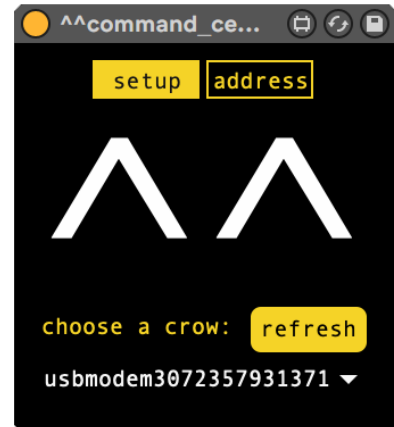 ^^command_ce...
setup address
^^
choose a crow: refresh
usbmodem3072357931371